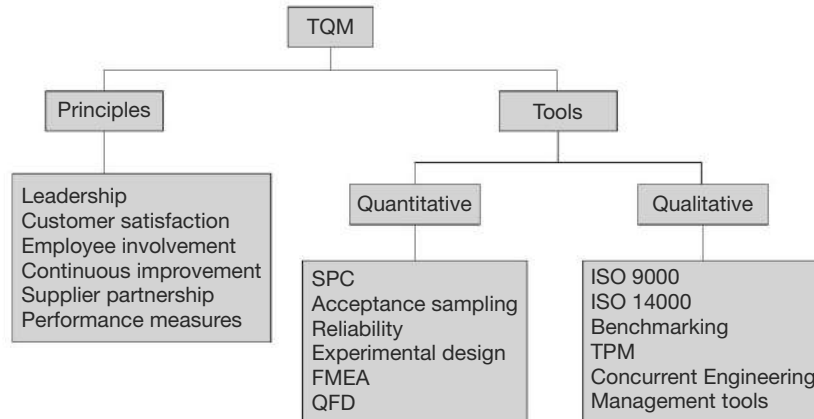 TQM
Principles
Tools
Leadership
Customer satisfaction
Employee involvement
Continuous improvement
Supplier partnership
Performance measures
Quantitative
Qualitative
SPC
Acceptance sampling
Reliability
Experimental design
FMEA
QFD
ISO 9000
ISO 14000
Benchmarking
TPM
Concurrent Engineering
Management tools